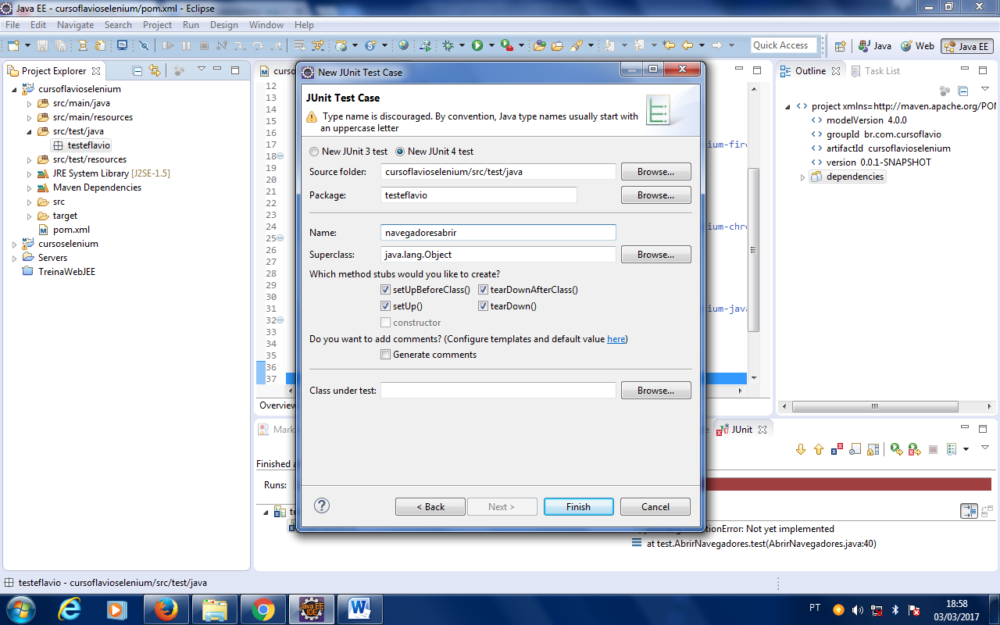 Java EE - cursoflavioselenium/pom.xml - Eclipse
File Edit Navigate Search Project Run Design Window Help
Quick Access
Java
Web
Java EE
Project Explorer
cursoflavioselenium
src/main/java
src/main/resources
src/test/java
testeflavio
src/test/resources
JRE System Library [J2SE-1.5]
Maven Dependencies
src
target
pom.xml
cursoselenium
Servers
TreinaWebJEE
12
13
14
15
16
17
18
19
20
21
22
23
24
25
26
27
28
29
30
31
32
33
34
35
36
37
Overview
New JUnit Test Case
JUnit Test Case
Type name is discouraged. By convention, Java type names usually start with
an uppercase letter
New JUnit 3 test New JUnit 4 test
Source folder: cursoflavioselenium/src/test/java Browse...
Package: testeflavio Browse...
Name: navegadoresabrir
Superclass: java.lang.Object Browse...
Which method stubs would you like to create?
setUpBeforeClass() tearDownAfterClass()
setUp() tearDown()
constructor
Do you want to add comments? (Configure templates and default value here)
Generate comments
Class under test: Browse...
? < Back Next > Finish Cancel
Outline Task List
project xmlns=http://maven.apache.org/PO
modelVersion 4.0.0
groupId br.com.cursoflavio
artifactId cursoflavioselenium
version 0.0.1-SNAPSHOT
dependencies
JUnit
Runs:
Not yet implemented
at test.AbrirNavegadores.test(AbrirNavegadores.java:40)
testeflavio - cursoflavioselenium/src/test/java
Java EE
IDE
PT
18:58
03/03/2017